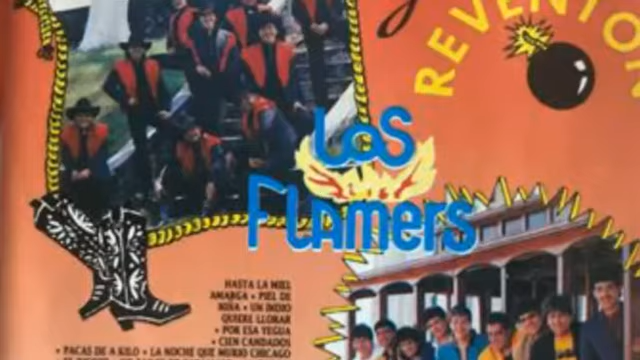 REVENTON
Los
Flamers
HASTA LA MIEL
AMARGA • PIEL DE
NIÑA • UN INDIO
QUIERE LLORAR
• POR ESA YEGUA
• CIEN CANDADOS
• PACAS DE A KILO • LA NOCHE QUE MURIO CHICAGO